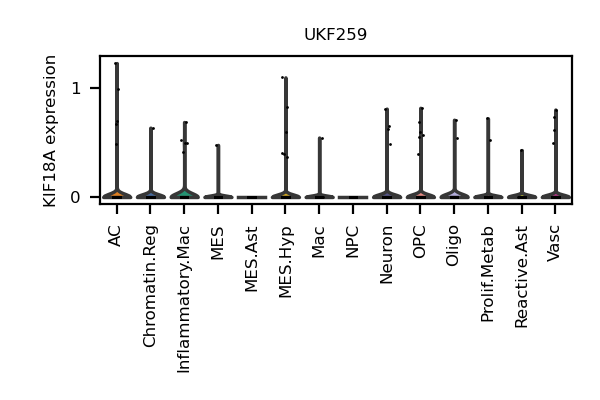 UKF259
KIF18A expression
1
0
AC
Chromatin.Reg
Inflammatory.Mac
MES
MES.Ast
MES.Hyp
Mac
NPC
Neuron
OPC
Oligo
Prolif.Metab
Reactive.Ast
Vasc